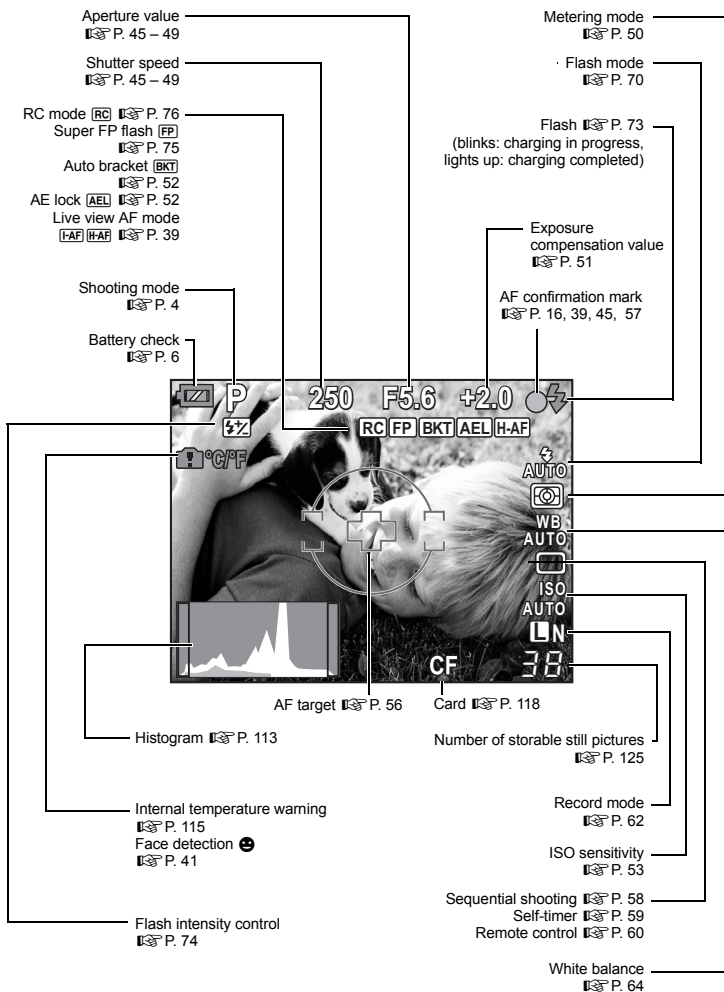 Aperture value
P. 45 – 49
Shutter speed
P. 45 – 49
RC mode RC P. 76
Super FP flash FP
P. 75
Auto bracket BKT
P. 52
AE lock AEL P. 52
Live view AF mode
I-AF H-AF P. 39
Shooting mode
P. 4
Battery check
P. 6
Metering mode
P. 50
Flash mode
P. 70
Flash P. 73
(blinks: charging in progress,
lights up: charging completed)
Exposure
compensation value
P. 51
AF confirmation mark
P. 16, 39, 45, 57
P 250 F5.6 +2.0
RC FP BKT AEL H-AF
°C/°F
AUTO
WB
AUTO
ISO
AUTO
L N
CF 38
AF target P. 56
Card P. 118
Histogram P. 113
Number of storable still pictures
P. 125
Internal temperature warning
P. 115
Face detection
P. 41
Record mode
P. 62
ISO sensitivity
P. 53
Sequential shooting P. 58
Self-timer P. 59
Remote control P. 60
Flash intensity control
P. 74
White balance
P. 64